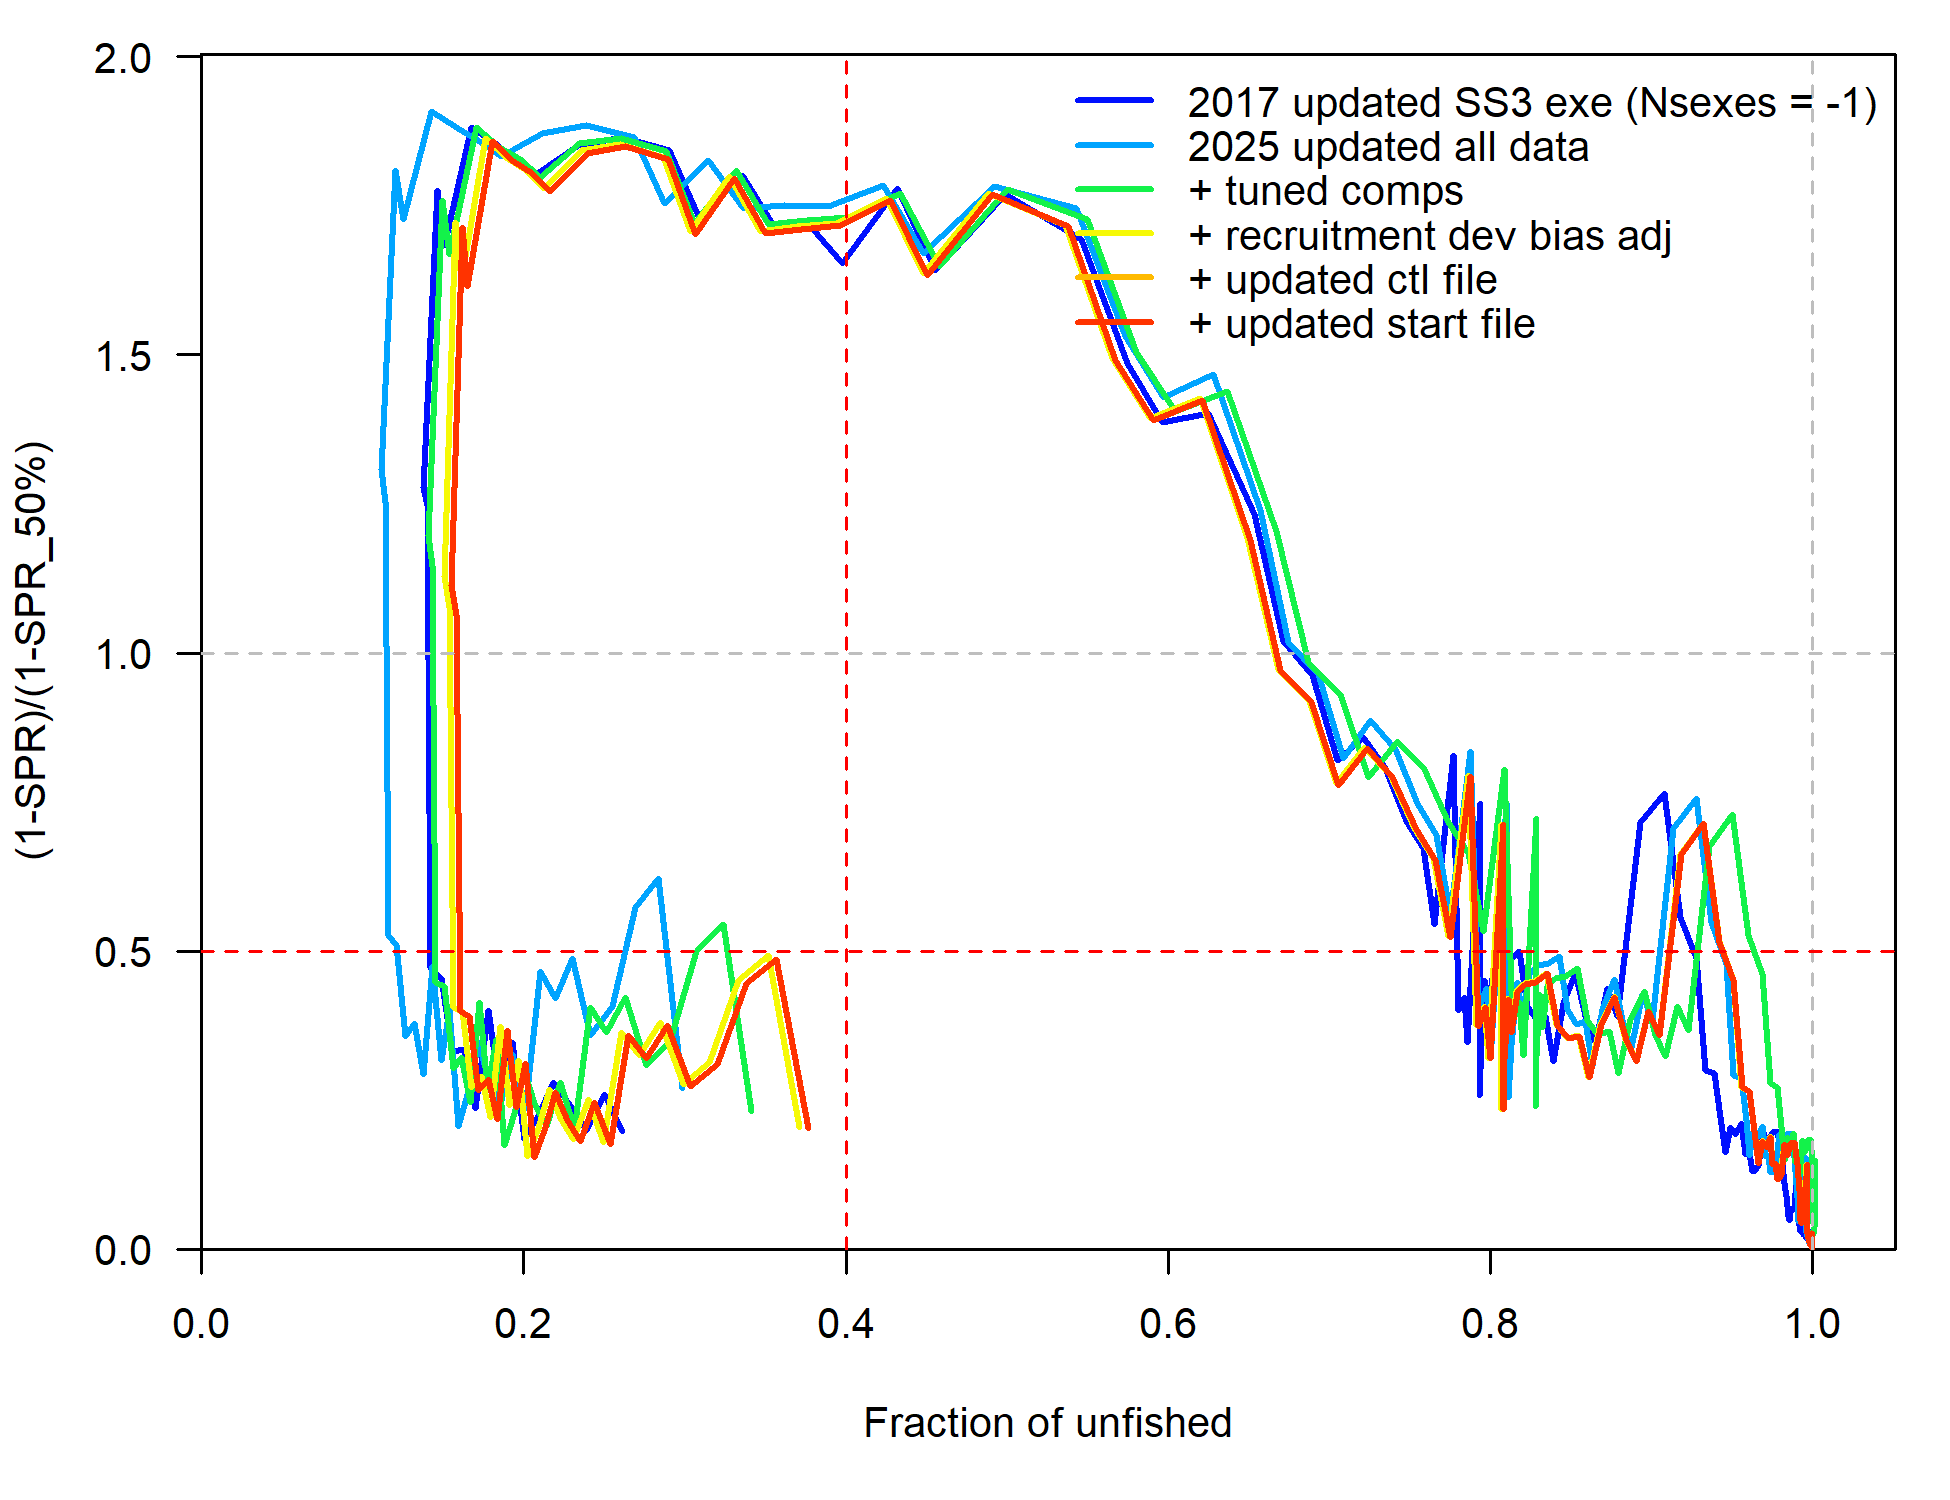 2017 updated SS3 exe (Nsexes = -1)
2025 updated all data
+ tuned comps
+ recruitment dev bias adj
+ updated ctl file
+ updated start file
(1-SPR)/(1-SPR_50%)
2.0
1.5
1.0
0.5
0.0
0.0 0.2 0.4 0.6 0.8 1.0
Fraction of unfished